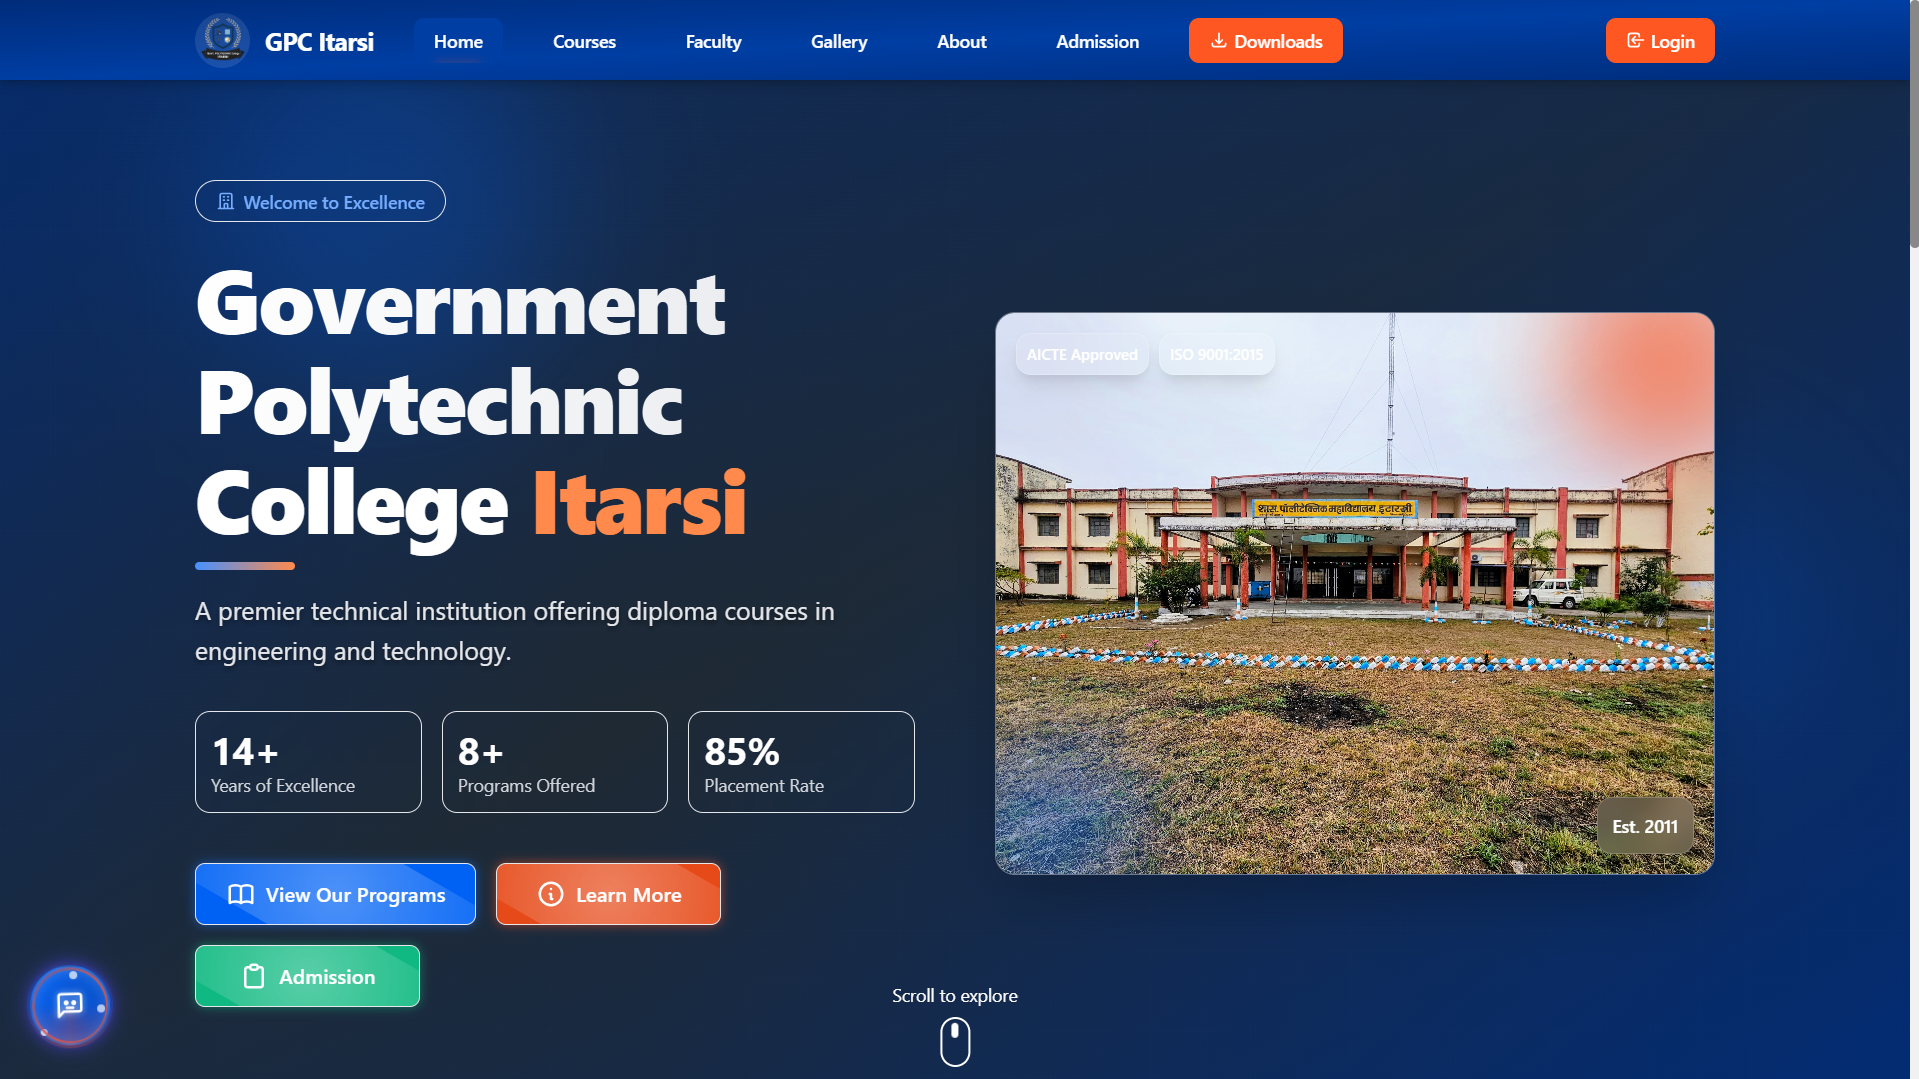 GPC Itarsi
Home
Courses
Faculty
Gallery
About
Admission
Downloads
Login
Welcome to Excellence
Government
Polytechnic
College Itarsi
A premier technical institution offering diploma courses in
engineering and technology.
14+
Years of Excellence
8+
Programs Offered
85%
Placement Rate
View Our Programs
Learn More
Admission
AICTE Approved
ISO 9001:2015
शास. पॉलीटेक्निक महाविद्यालय, इटारसी
Est. 2011
Scroll to explore